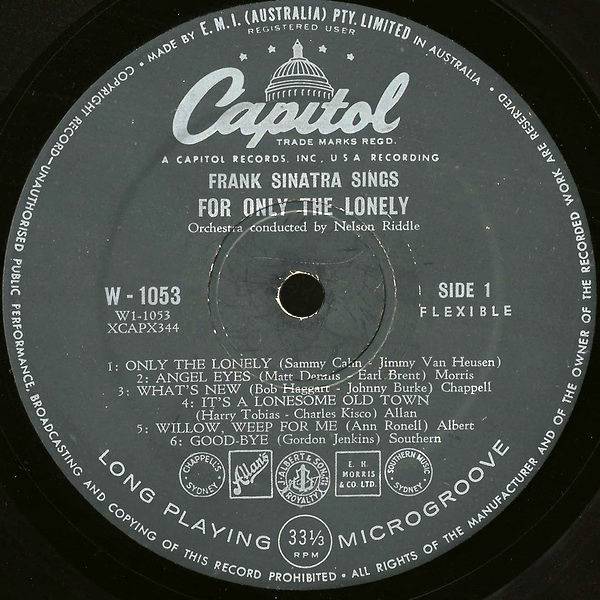 MADE BY E. M. I. (AUSTRALIA) PTY. LIMITED IN AUSTRALIA
REGISTERED USER
Capitol
TRADE MARKS REGD.
A CAPITOL RECORDS, INC., U S A RECORDING
FRANK SINATRA SINGS
FOR ONLY THE LONELY
Orchestra conducted by Nelson Riddle
W - 1053
W1-1053
XCAPX344
SIDE 1
FLEXIBLE
1: ONLY THE LONELY (Sammy Cahn - Jimmy Van Heusen)
2: ANGEL EYES (Matt Dennis - Earl Brent) Morris
3: WHAT'S NEW (Bob Haggart - Johnny Burke) Chappell
4: IT'S A LONESOME OLD TOWN
(Harry Tobias - Charles Kisco) Allan
5: WILLOW, WEEP FOR ME (Ann Ronell) Albert
6: GOOD-BYE (Gordon Jenkins) Southern
CHAPPELL'S
SYDNEY
Allans
ALBERT & SON'S
ROYALTY
E. H.
MORRIS
& CO. LTD.
SOUTHERN MUSIC
SYDNEY
LONG PLAYING 33⅓ RPM MICROGROOVE
COPYRIGHT RECORD—UNAUTHORISED PUBLIC PERFORMANCE, BROADCASTING AND COPYING OF THIS RECORD PROHIBITED • ALL RIGHTS OF THE MANUFACTURER AND OF THE OWNER OF THE RECORDED WORK ARE RESERVED